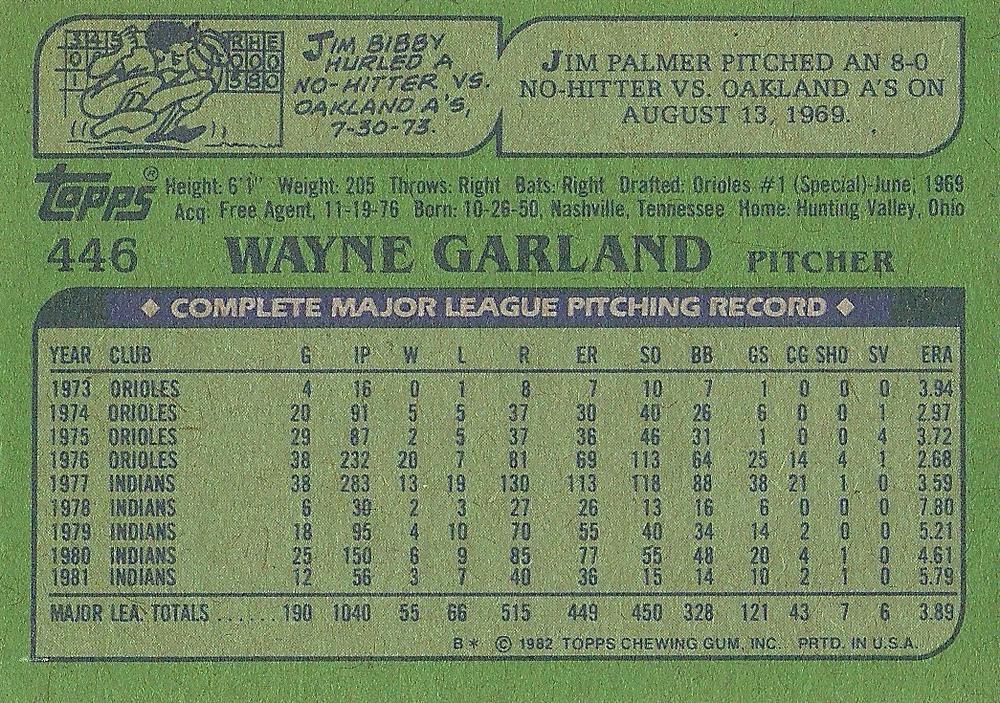 3 4 5 R H E
0 0 0 0
1 5 8 0
JIM BIBBY
HURLED A
NO-HITTER VS.
OAKLAND A'S,
7-30-73.
JIM PALMER PITCHED AN 8-0
NO-HITTER VS. OAKLAND A'S ON
AUGUST 13, 1969.
Topps® Height: 6'1" Weight: 205 Throws: Right Bats: Right Drafted: Orioles #1 (Special)-June, 1969
Acq: Free Agent, 11-19-76 Born: 10-26-50, Nashville, Tennessee Home: Hunting Valley, Ohio
446 WAYNE GARLAND PITCHER
◆ COMPLETE MAJOR LEAGUE PITCHING RECORD ◆
YEAR CLUB G IP W L R ER SO BB GS CG SHO SV ERA
1973 ORIOLES 4 16 0 1 8 7 10 7 1 0 0 0 3.94
1974 ORIOLES 20 91 5 5 37 30 40 26 6 0 0 1 2.97
1975 ORIOLES 29 87 2 5 37 36 46 31 1 0 0 4 3.72
1976 ORIOLES 38 232 20 7 81 69 113 64 25 14 4 1 2.68
1977 INDIANS 38 283 13 19 130 113 118 88 38 21 1 0 3.59
1978 INDIANS 6 30 2 3 27 26 13 16 6 0 0 0 7.80
1979 INDIANS 18 95 4 10 70 55 40 34 14 2 0 0 5.21
1980 INDIANS 25 150 6 9 85 77 55 48 20 4 1 0 4.61
1981 INDIANS 12 56 3 7 40 36 15 14 10 2 1 0 5.79
MAJOR LEA. TOTALS ...... 190 1040 55 66 515 449 450 328 121 43 7 6 3.89
B* © 1982 TOPPS CHEWING GUM, INC. PRTD. IN U.S.A.